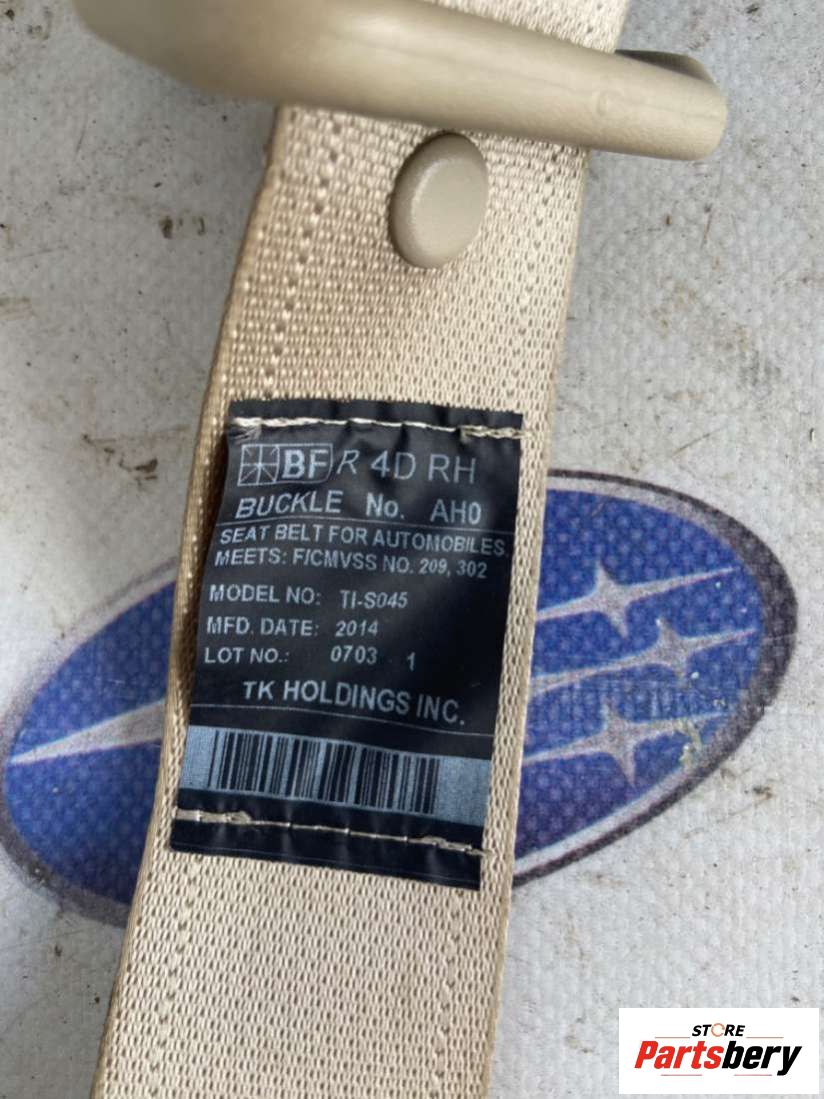 BF R 4D RH
BUCKLE No. AH0
SEAT BELT FOR AUTOMOBILES.
MEETS: FICMVSS NO. 209, 302
MODEL NO: TI-S045
MFD. DATE: 2014
LOT NO.: 0703 1
TK HOLDINGS INC.
STORE
Partsbery